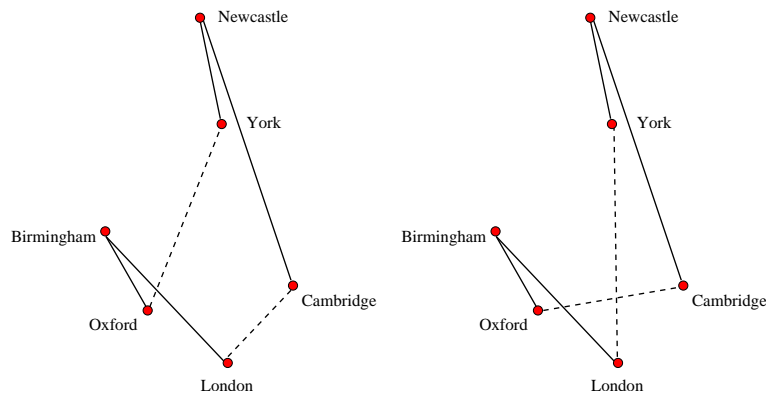 Newcastle
York
Birmingham
Cambridge
Oxford
London
Newcastle
York
Birmingham
Cambridge
Oxford
London